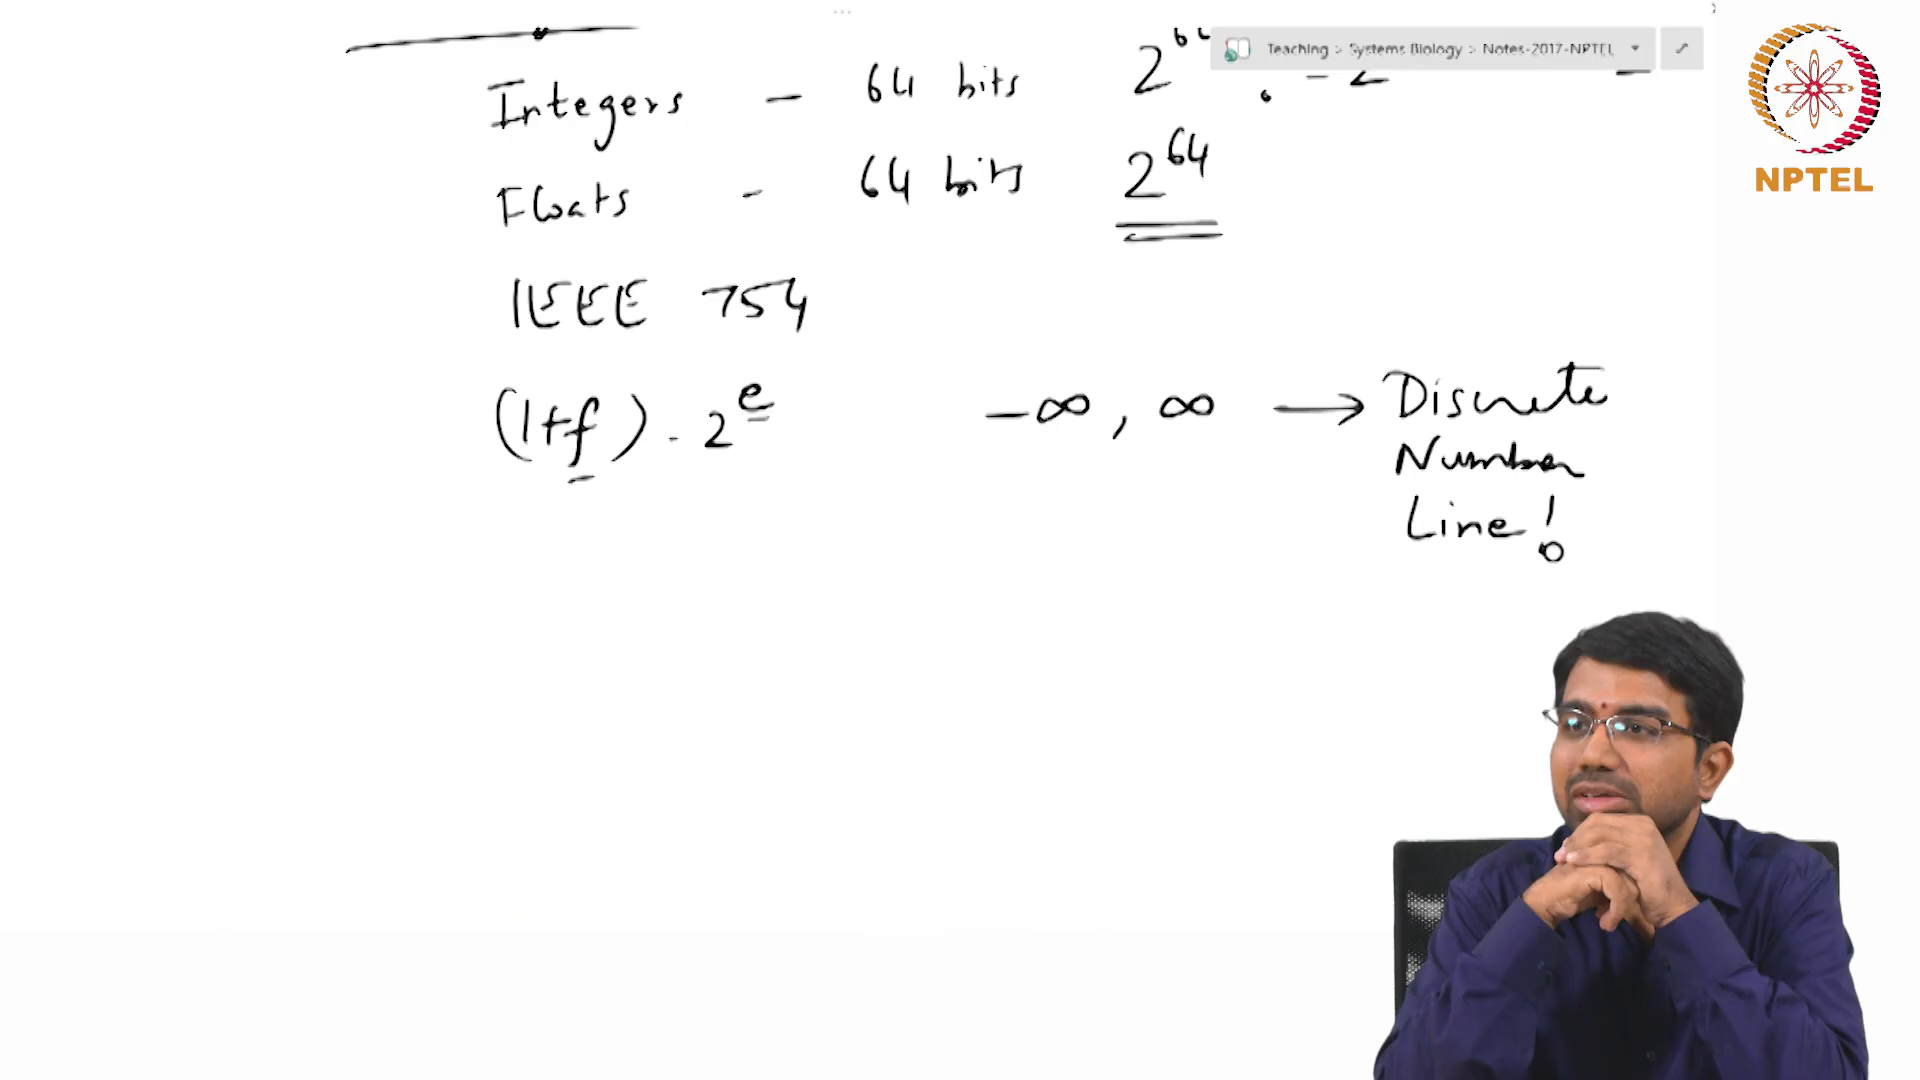 Teaching > Systems Biology > Notes-2017-NPTEL
NPTEL
Integers - 64 bits 2^64
Floats - 64 bits 2^64
IEEE 754
(1+f) . 2^e -∞, ∞ → Discrete
Number
Line!